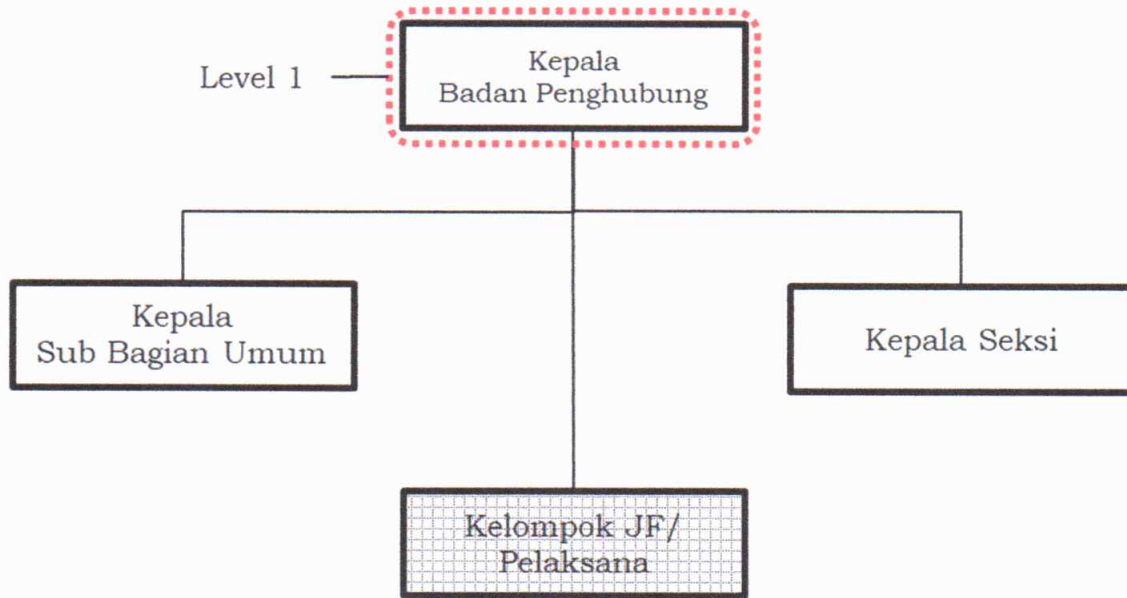 Level 1
Kepala
Badan Penghubung
Kepala
Sub Bagian Umum
Kepala Seksi
Kelompok JF/
Pelaksana